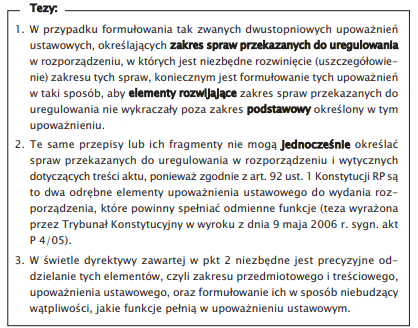 Tezy:
1. W przypadku formułowania tak zwanych dwustopniowych upoważnień
ustawowych, określających zakres spraw przekazanych do uregulowania
w rozporządzeniu, w których jest niezbędne rozwinięcie (uszczegółowie-
nie) zakresu tych spraw, koniecznym jest formułowanie tych upoważnień
w taki sposób, aby elementy rozwijające zakres spraw przekazanych do
uregulowania nie wykraczały poza zakres podstawowy określony w tym
upoważnieniu.
2. Te same przepisy lub ich fragmenty nie mogą jednocześnie określać
spraw przekazanych do uregulowania w rozporządzeniu i wytycznych
dotyczących treści aktu, ponieważ zgodnie z art. 92 ust. 1 Konstytucji RP są
to dwa odrębne elementy upoważnienia ustawowego do wydania roz-
porządzenia, które powinny spełniać odmienne funkcje (teza wyrażona
przez Trybunał Konstytucyjny w wyroku z dnia 9 maja 2006 r. sygn. akt
P 4/05).
3. W świetle dyrektywy zawartej w pkt 2 niezbędne jest precyzyjne od-
dzielanie tych elementów, czyli zakresu przedmiotowego i treściowego,
upoważnienia ustawowego, oraz formułowanie ich w sposób niebudzący
wątpliwości, jakie funkcje pełnią w upoważnieniu ustawowym.